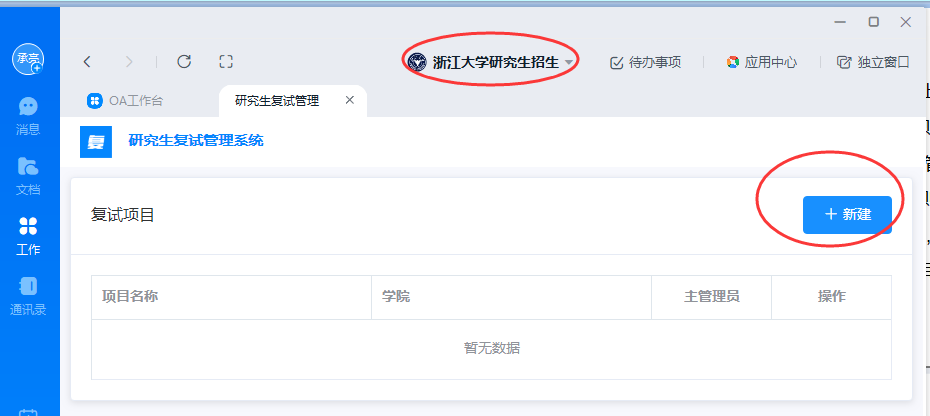 承亮
消息
文档
工作
通讯录
浙江大学研究生招生
待办事项
应用中心
独立窗口
OA工作台
研究生复试管理
复
研究生复试管理系统
复试项目
+ 新建
项目名称 学院 主管理员 操作
暂无数据